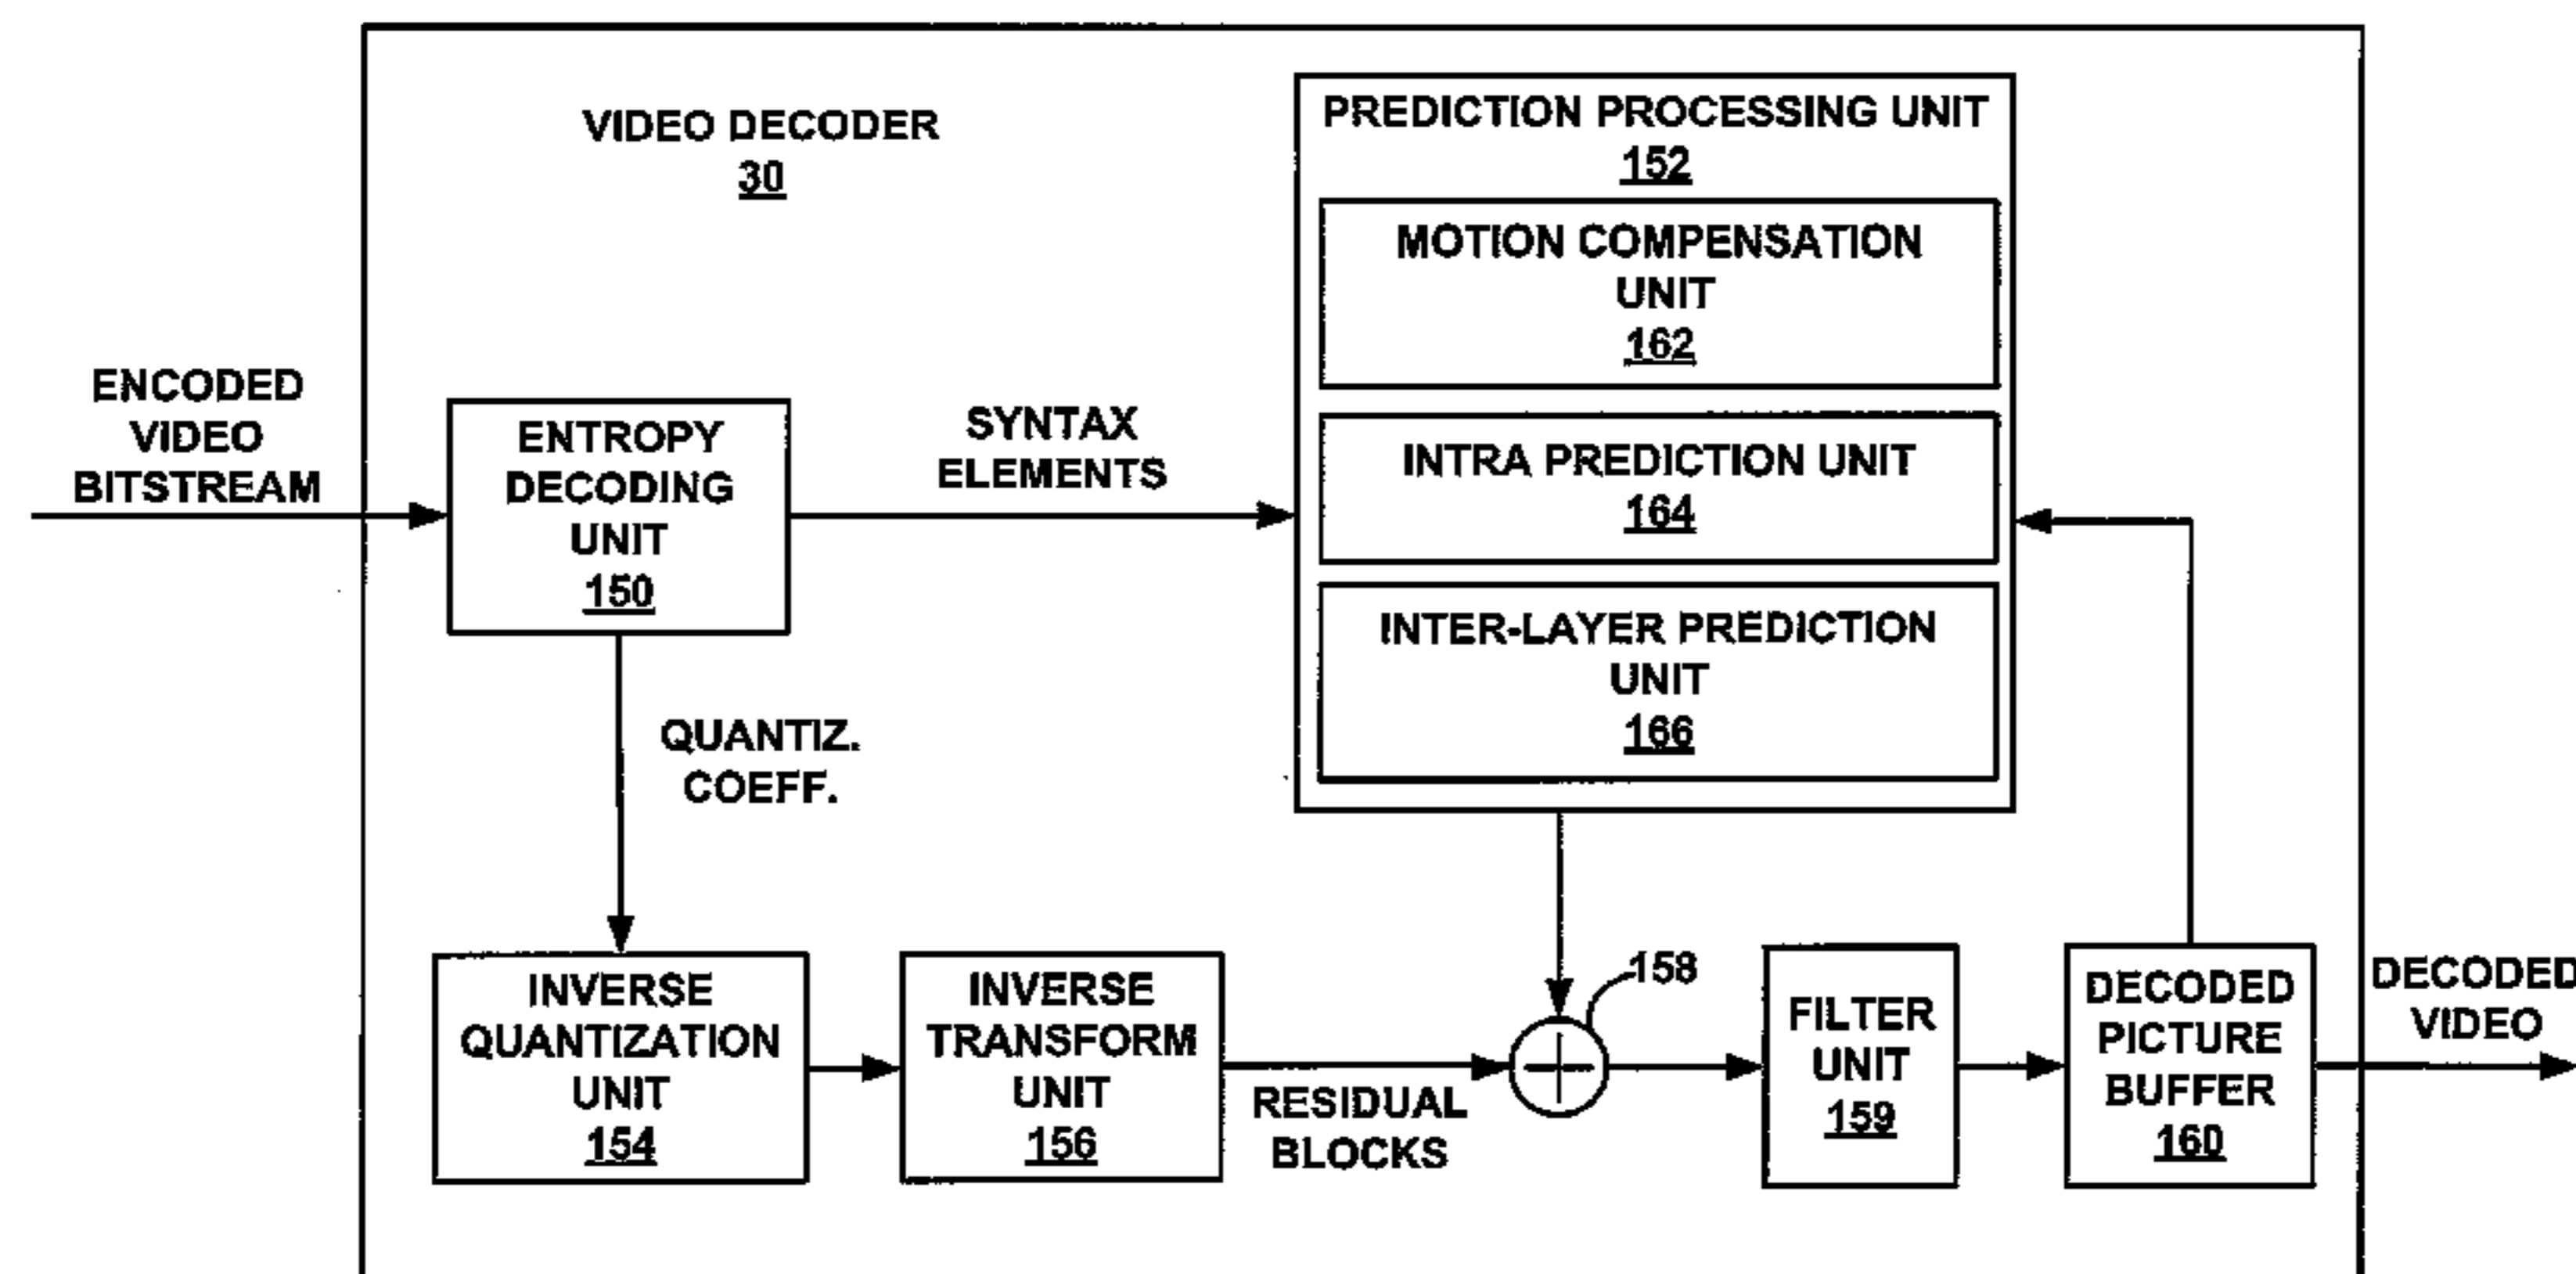 VIDEO DECODER
30
PREDICTION PROCESSING UNIT
152
MOTION COMPENSATION
UNIT
162
INTRA PREDICTION UNIT
164
INTER-LAYER PREDICTION
UNIT
166
ENCODED
VIDEO
BITSTREAM
ENTROPY
DECODING
UNIT
150
SYNTAX
ELEMENTS
QUANTIZ.
COEFF.
INVERSE
QUANTIZATION
UNIT
154
INVERSE
TRANSFORM
UNIT
156
RESIDUAL
BLOCKS
158
FILTER
UNIT
159
DECODED
PICTURE
BUFFER
160
DECODED
VIDEO